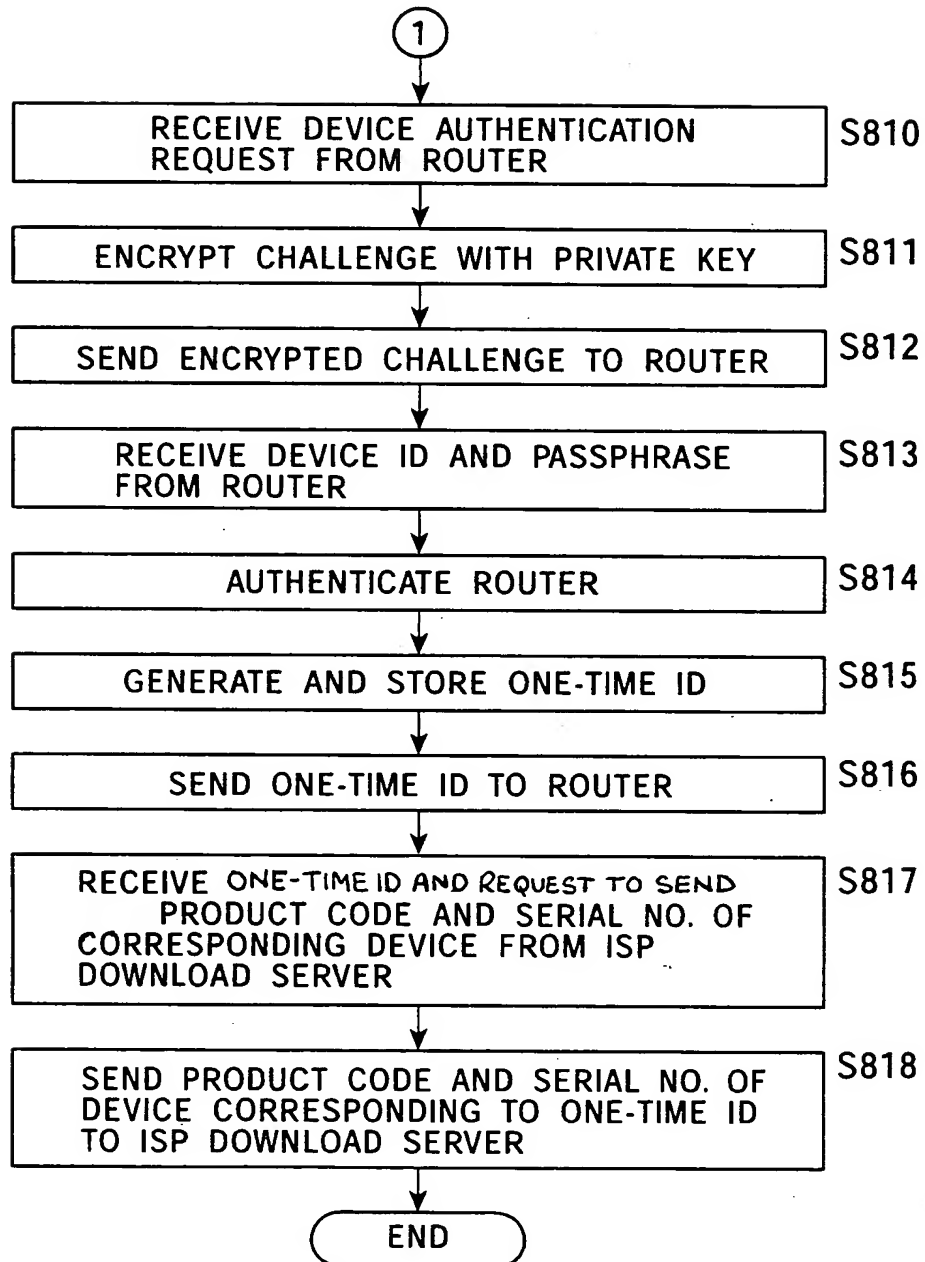 1
RECEIVE DEVICE AUTHENTICATION
REQUEST FROM ROUTER
S810
ENCRYPT CHALLENGE WITH PRIVATE KEY
S811
SEND ENCRYPTED CHALLENGE TO ROUTER
S812
RECEIVE DEVICE ID AND PASSPHRASE
FROM ROUTER
S813
AUTHENTICATE ROUTER
S814
GENERATE AND STORE ONE-TIME ID
S815
SEND ONE-TIME ID TO ROUTER
S816
RECEIVE ONE-TIME ID AND REQUEST TO SEND
PRODUCT CODE AND SERIAL NO. OF
CORRESPONDING DEVICE FROM ISP
DOWNLOAD SERVER
S817
SEND PRODUCT CODE AND SERIAL NO. OF
DEVICE CORRESPONDING TO ONE-TIME ID
TO ISP DOWNLOAD SERVER
S818
END